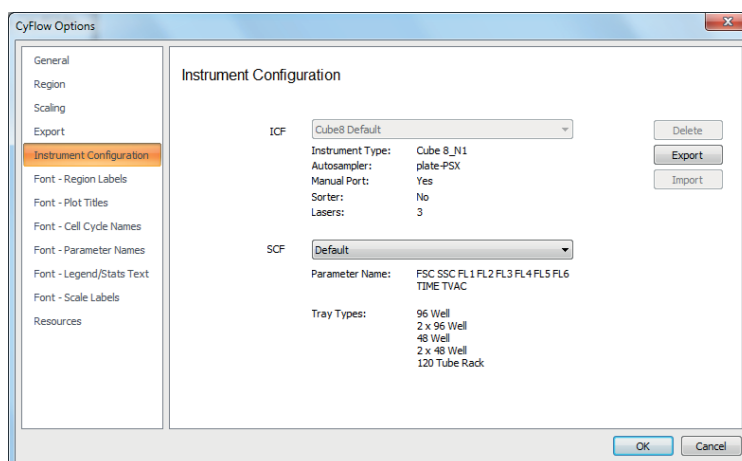 CyFlow Options
General
Region
Scaling
Export
Instrument Configuration
Font - Region Labels
Font - Plot Titles
Font - Cell Cycle Names
Font - Parameter Names
Font - Legend/Stats Text
Font - Scale Labels
Resources
Instrument Configuration
ICF Cube8 Default Delete
Instrument Type: Cube 8_N1 Export
Autosampler: plate-PSX
Manual Port: Yes Import
Sorter: No
Lasers: 3
SCF Default
Parameter Name: FSC SSC FL1 FL2 FL3 FL4 FL5 FL6
TIME TVAC
Tray Types: 96 Well
2 x 96 Well
48 Well
2 x 48 Well
120 Tube Rack
OK Cancel